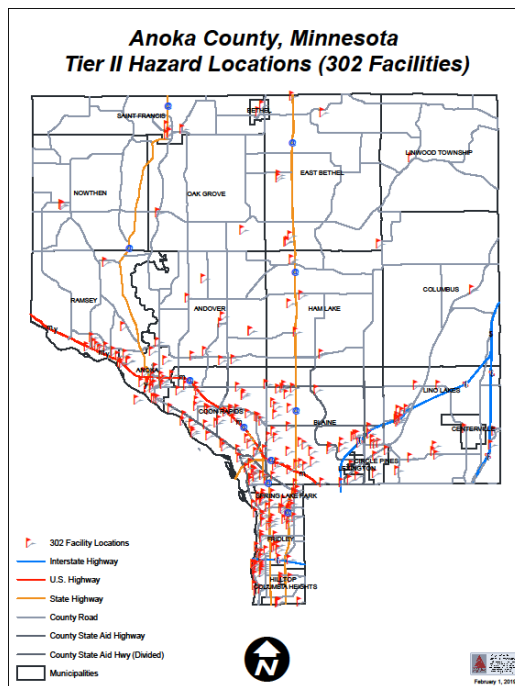 Anoka County, Minnesota
Tier II Hazard Locations (302 Facilities)
SAINT FRANCIS
BETHEL
LINWOOD TOWNSHIP
EAST BETHEL
NOWTHEN
OAK GROVE
COLUMBUS
RAMSEY
ANDOVER
HAM LAKE
ANOKA
LINO LAKES
COON RAPIDS
BLAINE
CENTERVILLE
CIRCLE PINES
LEXINGTON
SPRING LAKE PARK
FRIDLEY
HILLTOP
COLUMBIA HEIGHTS
302 Facility Locations
Interstate Highway
U.S. Highway
State Highway
County Road
County State Aid Highway
County State Aid Hwy (Divided)
Municipalities
N